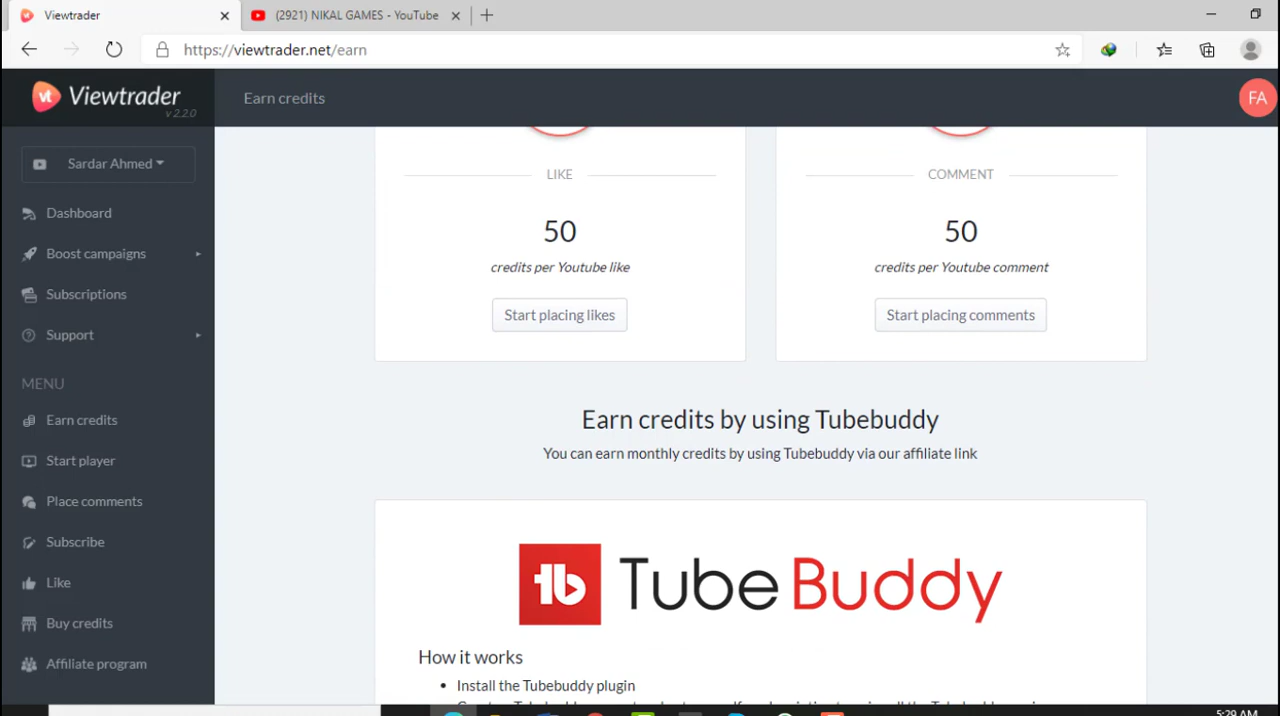 Viewtrader
(2921) NIKAL GAMES - YouTube
https://viewtrader.net/earn
vt Viewtrader
v 2.2.0
Earn credits
FA
Sardar Ahmed
Dashboard
Boost campaigns
Subscriptions
Support
MENU
Earn credits
Start player
Place comments
Subscribe
Like
Buy credits
Affiliate program
LIKE
50
credits per Youtube like
Start placing likes
COMMENT
50
credits per Youtube comment
Start placing comments
Earn credits by using Tubebuddy
You can earn monthly credits by using Tubebuddy via our affiliate link
tb TubeBuddy
How it works
• Install the Tubebuddy plugin
5:29 AM